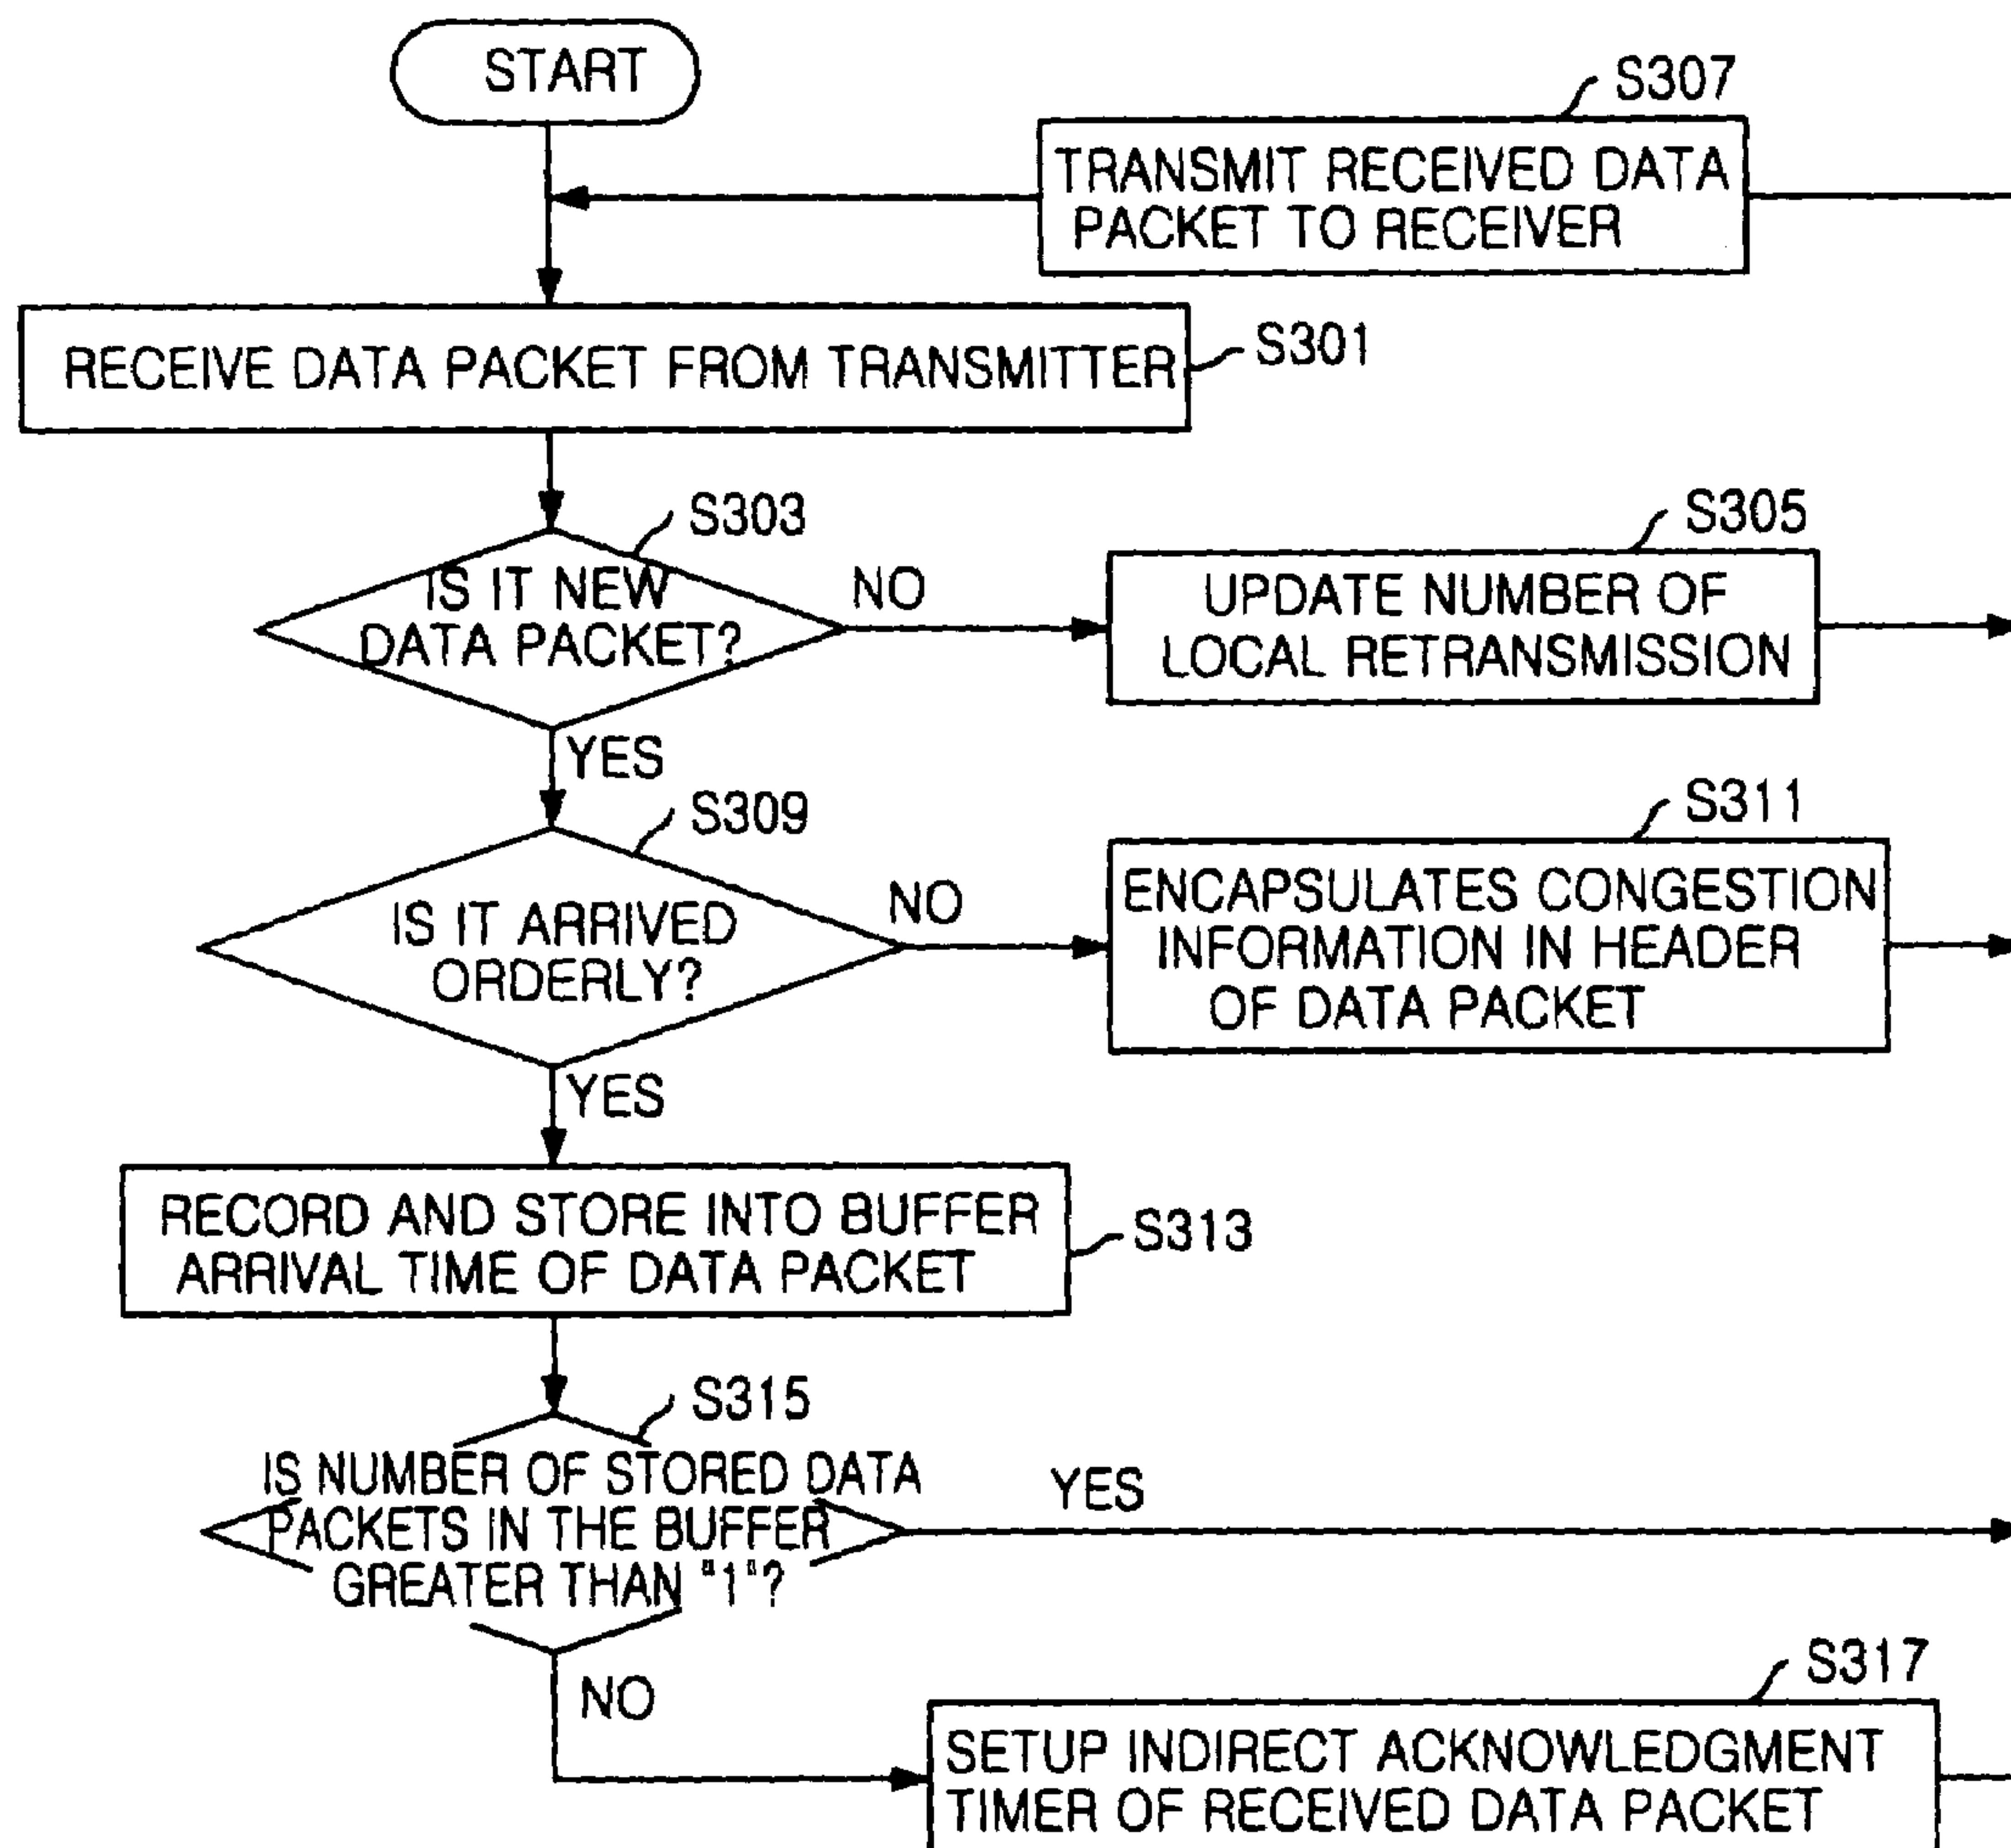 START
S307
TRANSMIT RECEIVED DATA
PACKET TO RECEIVER
RECEIVE DATA PACKET FROM TRANSMITTER
S301
S303
IS IT NEW
DATA PACKET?
NO
S305
UPDATE NUMBER OF
LOCAL RETRANSMISSION
YES
S309
IS IT ARRIVED
ORDERLY?
NO
S311
ENCAPSULATES CONGESTION
INFORMATION IN HEADER
OF DATA PACKET
YES
RECORD AND STORE INTO BUFFER
ARRIVAL TIME OF DATA PACKET
S313
S315
IS NUMBER OF STORED DATA
PACKETS IN THE BUFFER
GREATER THAN "1"?
YES
NO
S317
SETUP INDIRECT ACKNOWLEDGMENT
TIMER OF RECEIVED DATA PACKET